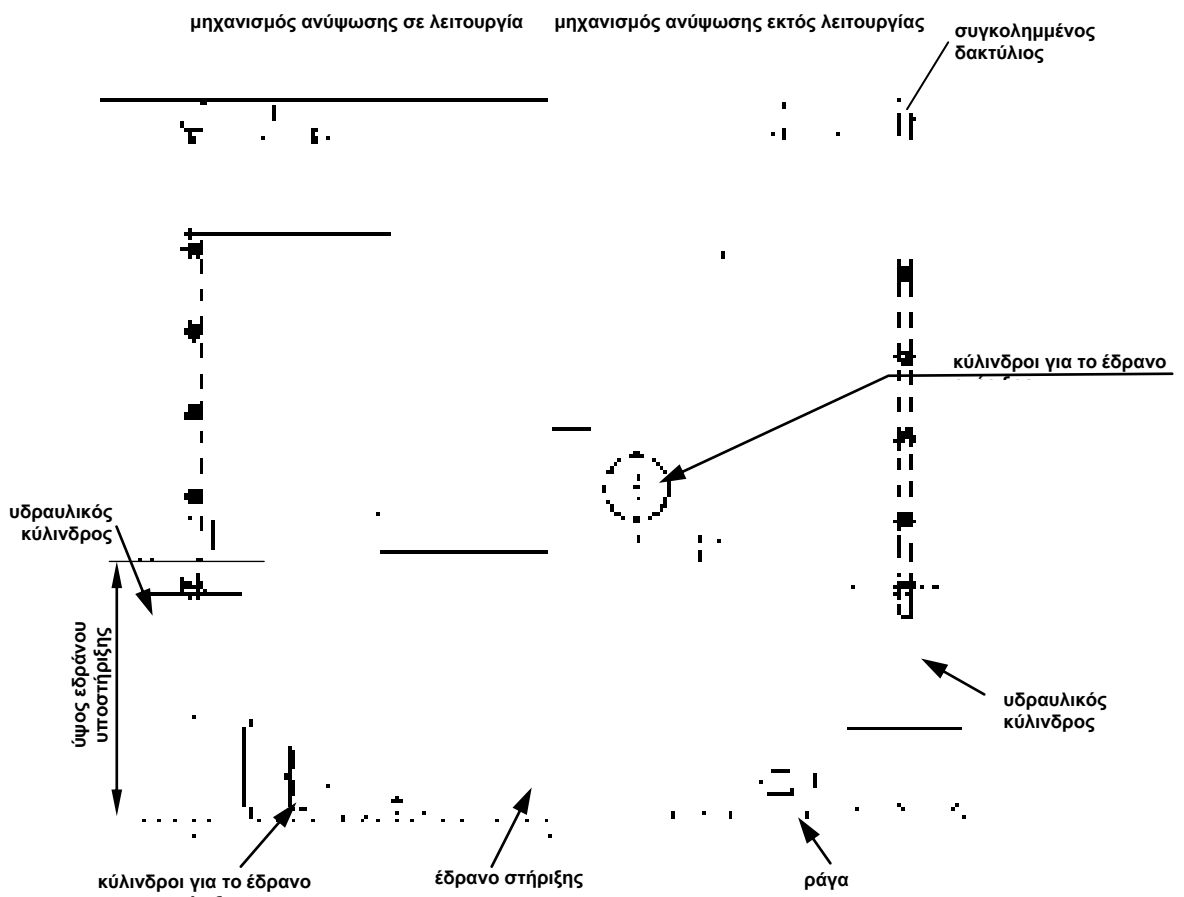 μηχανισμός ανύψωσης σε λειτουργία
μηχανισμός ανύψωσης εκτός λειτουργίας
συγκολημμένος
δακτύλιος
κύλινδροι για το έδρανο
υδραυλικός
κύλινδρος
ύψος εδράνου
υποστήριξης
υδραυλικός
κύλινδρος
κύλινδροι για το έδρανο
έδρανο στήριξης
ράγα